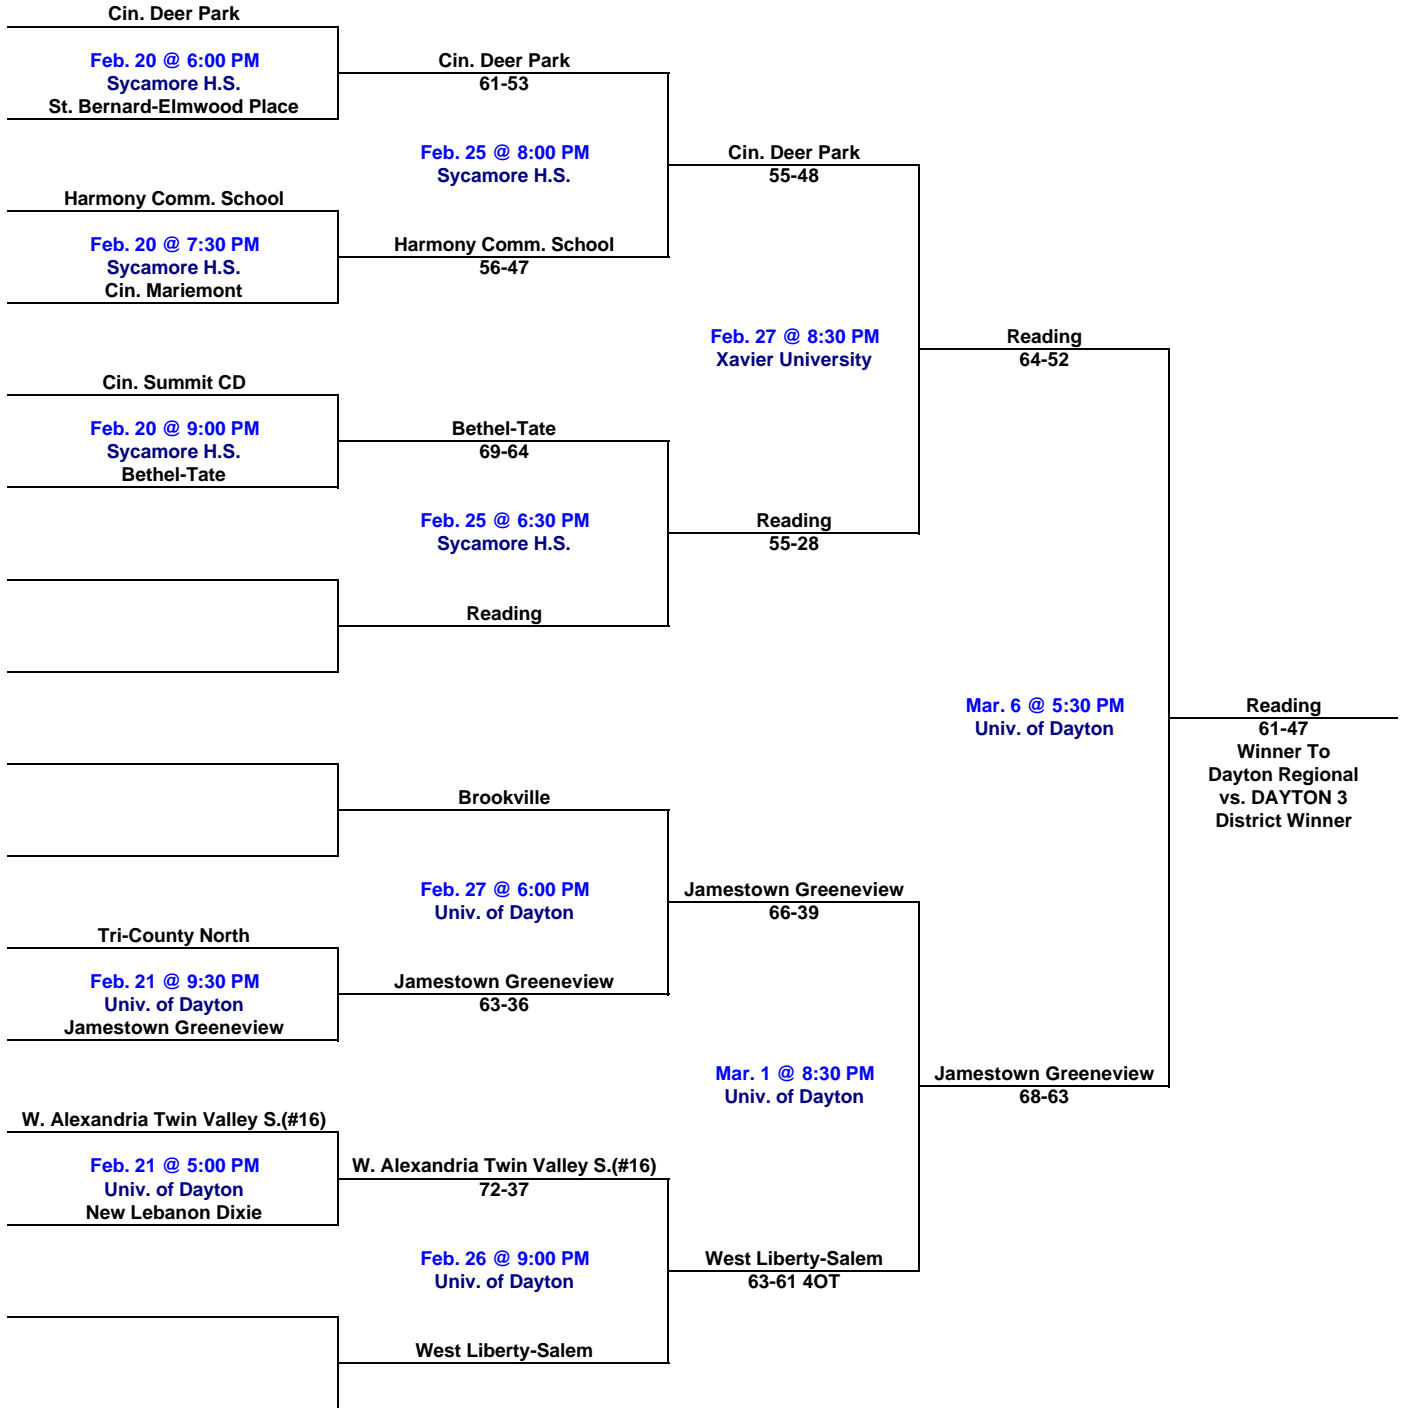 Cin. Deer Park
Feb. 20 @ 6:00 PM
Sycamore H.S.
St. Bernard-Elmwood Place
Harmony Comm. School
Feb. 20 @ 7:30 PM
Sycamore H.S.
Cin. Mariemont
Cin. Summit CD
Feb. 20 @ 9:00 PM
Sycamore H.S.
Bethel-Tate
Tri-County North
Feb. 21 @ 9:30 PM
Univ. of Dayton
Jamestown Greeneview
W. Alexandria Twin Valley S.(#16)
Feb. 21 @ 5:00 PM
Univ. of Dayton
New Lebanon Dixie
Cin. Deer Park
61-53
Feb. 25 @ 8:00 PM
Sycamore H.S.
Harmony Comm. School
56-47
Bethel-Tate
69-64
Feb. 25 @ 6:30 PM
Sycamore H.S.
Reading
Brookville
Feb. 27 @ 6:00 PM
Univ. of Dayton
Jamestown Greeneview
63-36
W. Alexandria Twin Valley S.(#16)
72-37
Feb. 26 @ 9:00 PM
Univ. of Dayton
West Liberty-Salem
Cin. Deer Park
55-48
Feb. 27 @ 8:30 PM
Xavier University
Reading
55-28
Jamestown Greeneview
66-39
Mar. 1 @ 8:30 PM
Univ. of Dayton
West Liberty-Salem
63-61 4OT
Reading
64-52
Mar. 6 @ 5:30 PM
Univ. of Dayton
Jamestown Greeneview
68-63
Reading
61-47
Winner To
Dayton Regional
vs. DAYTON 3
District Winner